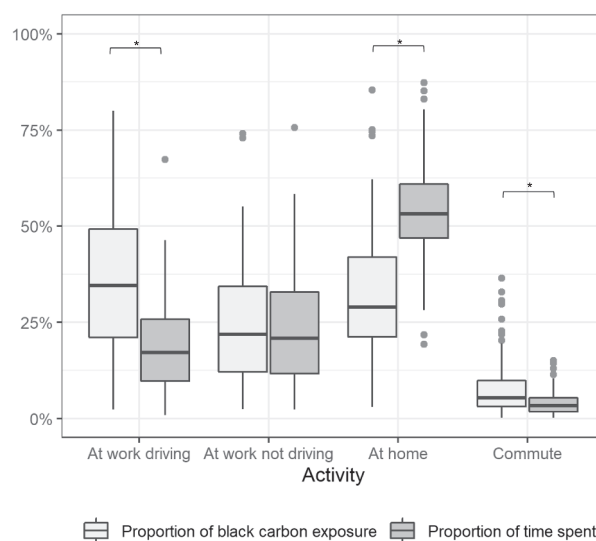 100%
* *
75%
*
50%
25%
0%
At work driving At work not driving At home Commute
Activity
Proportion of black carbon exposure Proportion of time spent